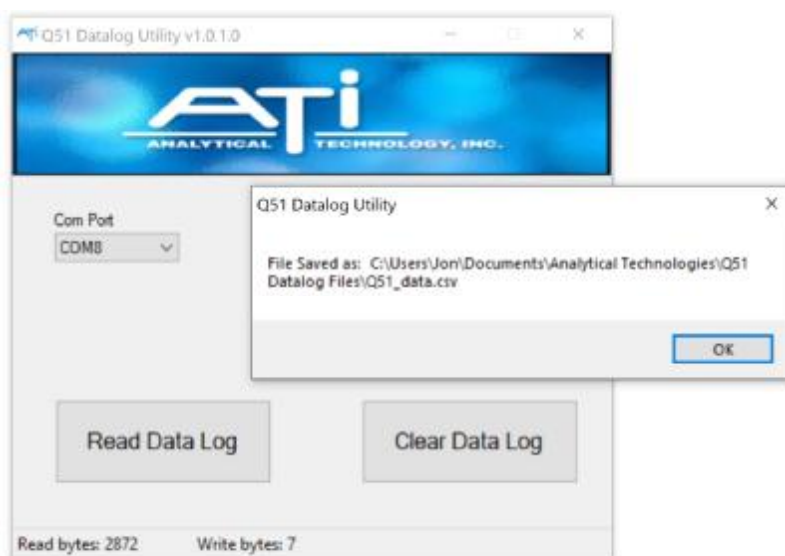 ATi Q51 Datalog Utility v1.0.1.0
ATi
ANALYTICAL TECHNOLOGY, INC.
Q51 Datalog Utility
Com Port
COM8
File Saved as:  C:\Users\Jon\Documents\Analytical Technologies\Q51
Datalog Files\Q51_data.csv
OK
Read Data Log
Clear Data Log
Read bytes: 2872
Write bytes: 7